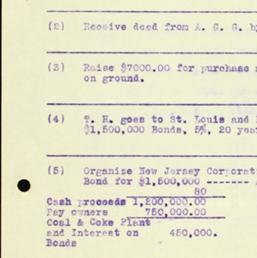 (2) Receive deed from A. G. G. b
(3) Raise $7000.00 for purchase
on ground.
(4) T. H. goes to St. Louis and
$1,500,000 Bonds, 5%, 20 yea
(5) Organize New Jersey Corporat
Bond for $1,500,000 -------
80
Cash proceeds 1,200,000.00
Pay owners 750,000.00
Coal & Coke Plant
and Interest on 450,000.
Bonds